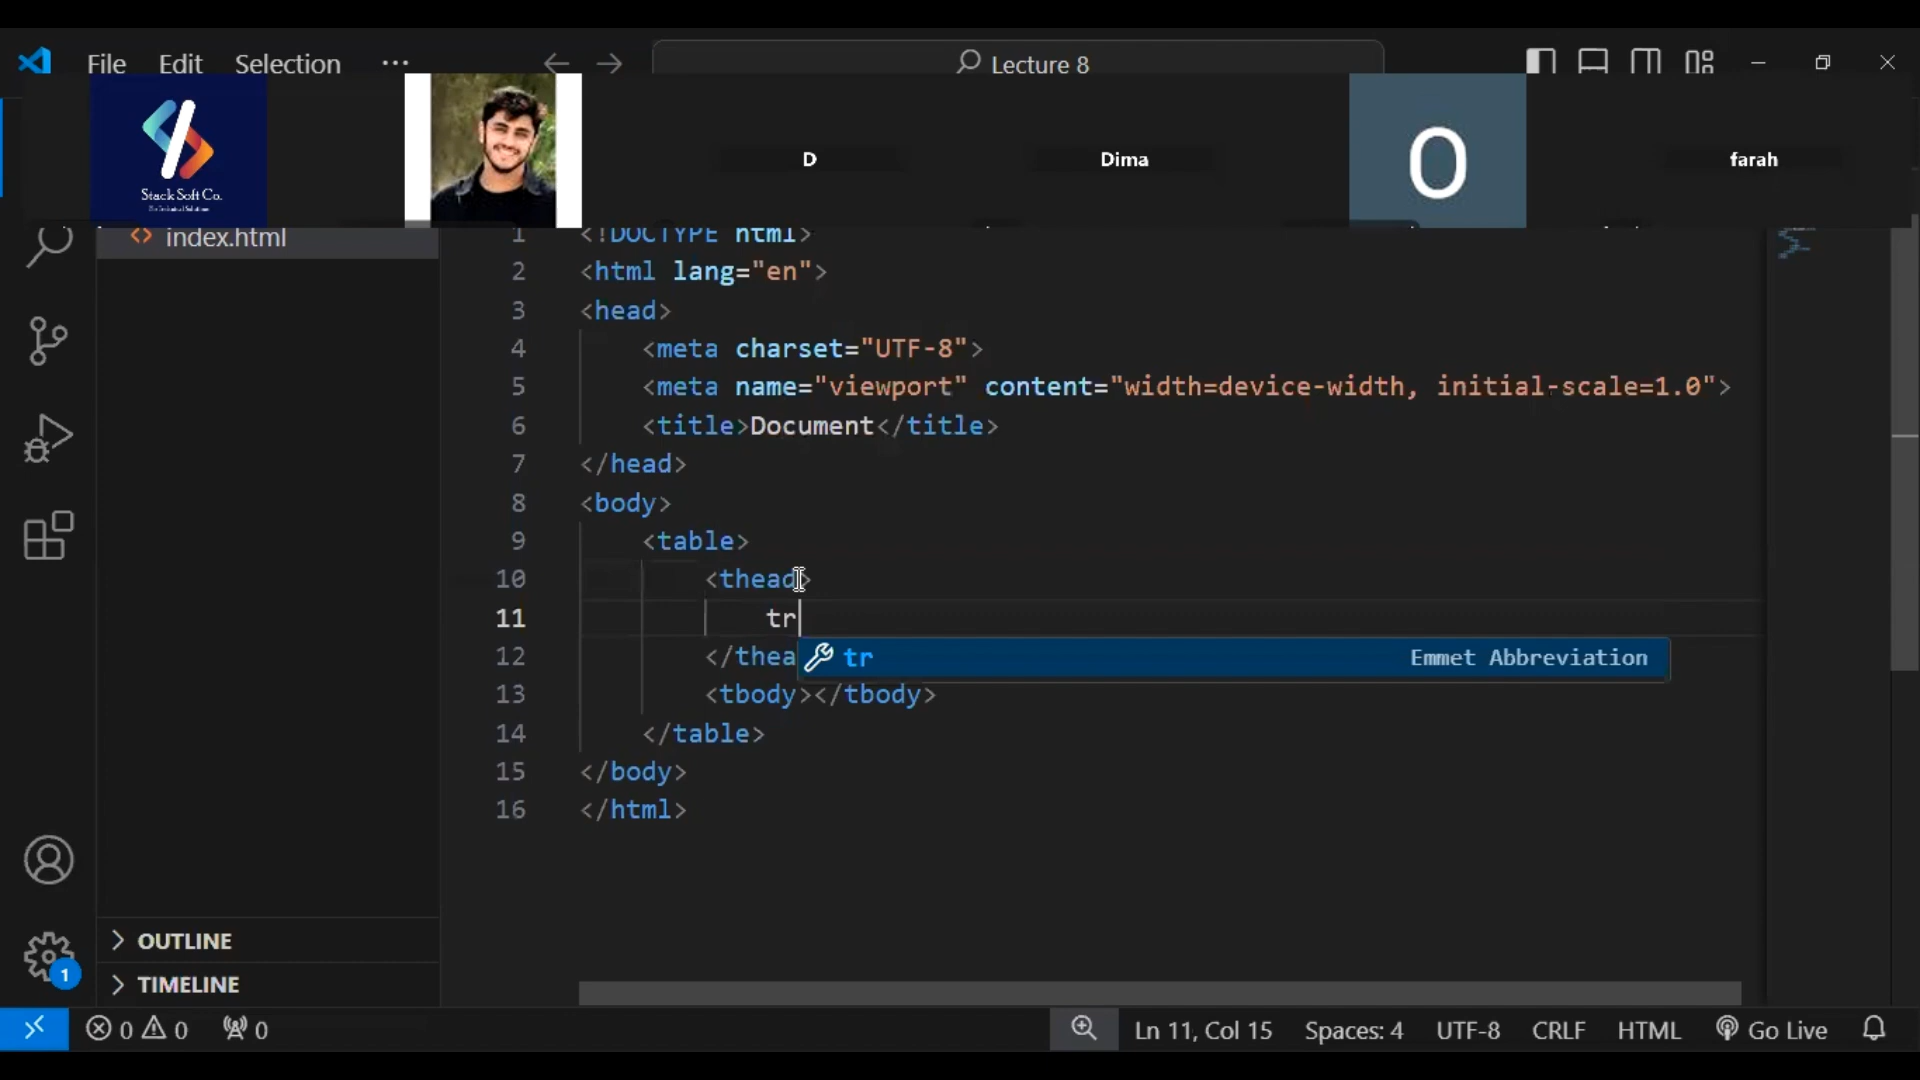 File Edit Selection ··· Lecture 8
Stack Soft Co.
D
Dima
O
farah
index.html
1 <!DOCTYPE html>
2 <html lang="en">
3 <head>
4 <meta charset="UTF-8">
5 <meta name="viewport" content="width=device-width, initial-scale=1.0">
6 <title>Document</title>
7 </head>
8 <body>
9 <table>
10 <thead>
11 tr
12 </thea
tr Emmet Abbreviation
13 <tbody></tbody>
14 </table>
15 </body>
16 </html>
OUTLINE
1
TIMELINE
0 0 0 Ln 11, Col 15 Spaces: 4 UTF-8 CRLF HTML Go Live